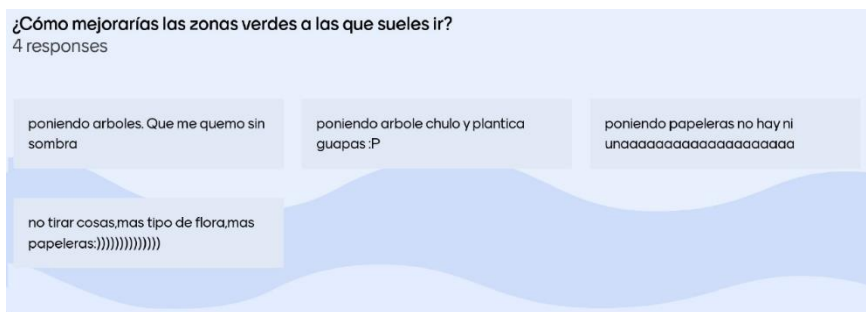 ¿Cómo mejorarías las zonas verdes a las que sueles ir?
4 responses
poniendo arboles. Que me quemo sin
sombra
poniendo arbole chulo y plantica
guapas :P
poniendo papeleras no hay ni
unaaaaaaaaaaaaaaaaaaaaa
no tirar cosas,mas tipo de flora,mas
papeleras:))))))))))))))